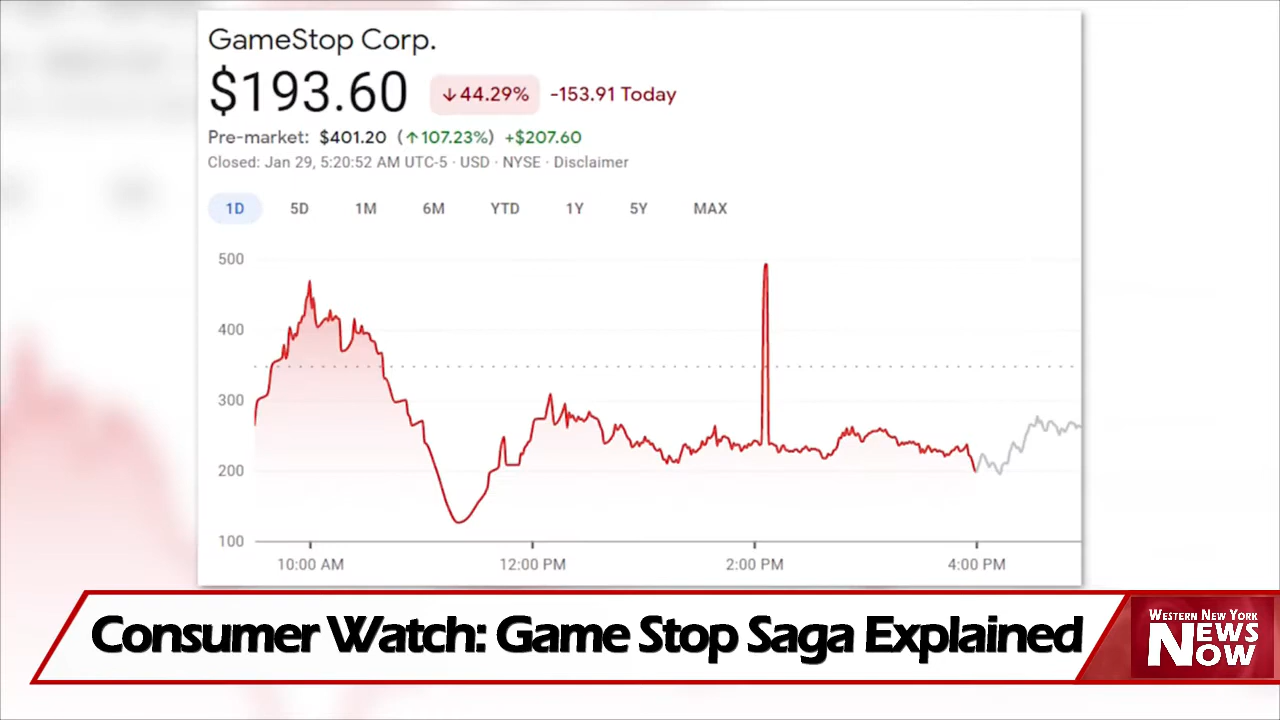 GameStop Corp.
$193.60 ↓44.29% -153.91 Today
Pre-market: $401.20 (↑107.23%) +$207.60
Closed: Jan 29, 5:20:52 AM UTC-5 · USD · NYSE · Disclaimer
1D 5D 1M 6M YTD 1Y 5Y MAX
500
400
300
200
100
10:00 AM 12:00 PM 2:00 PM 4:00 PM
Consumer Watch: Game Stop Saga Explained
WESTERN NEW YORK
NEWS
NOW